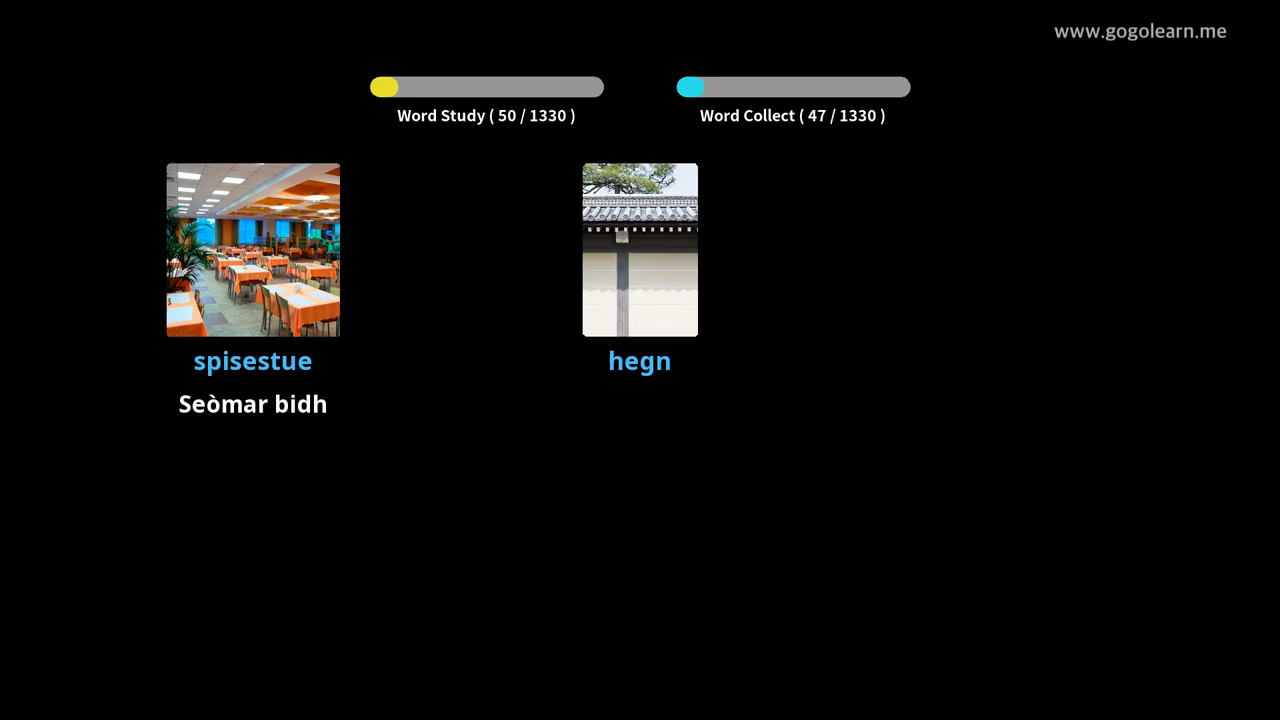 www.gogolearn.me
Word Study ( 50 / 1330 )
Word Collect ( 47 / 1330 )
spisestue
Seòmar bidh
hegn